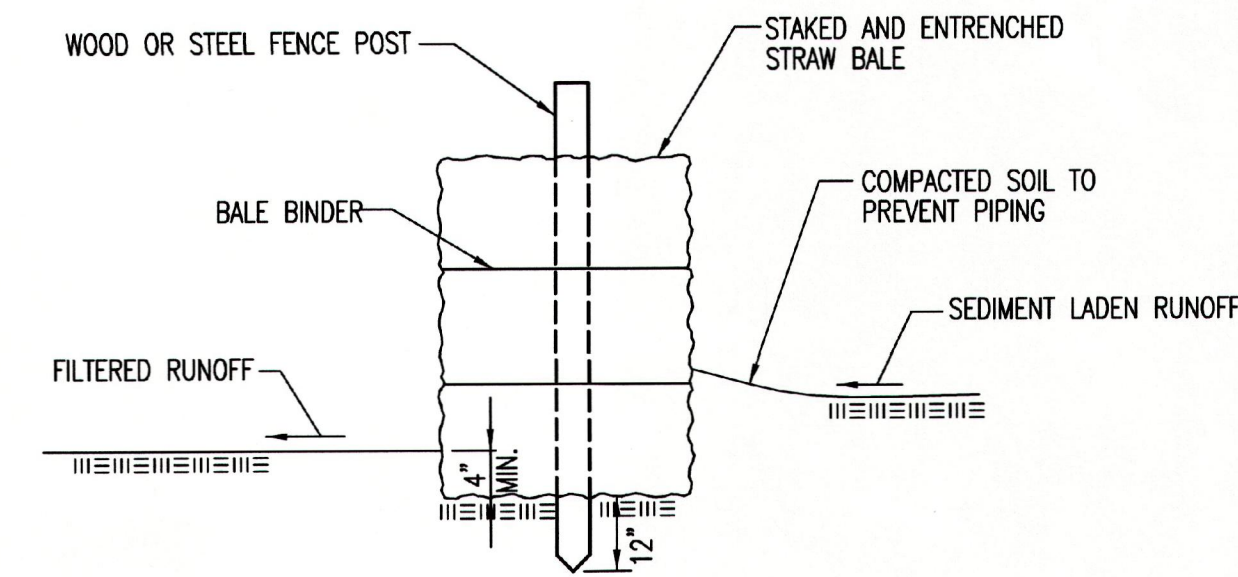 WOOD OR STEEL FENCE POST
STAKED AND ENTRENCHED
STRAW BALE
BALE BINDER
COMPACTED SOIL TO
PREVENT PIPING
SEDIMENT LADEN RUNOFF
FILTERED RUNOFF
4"
MIN.
12"